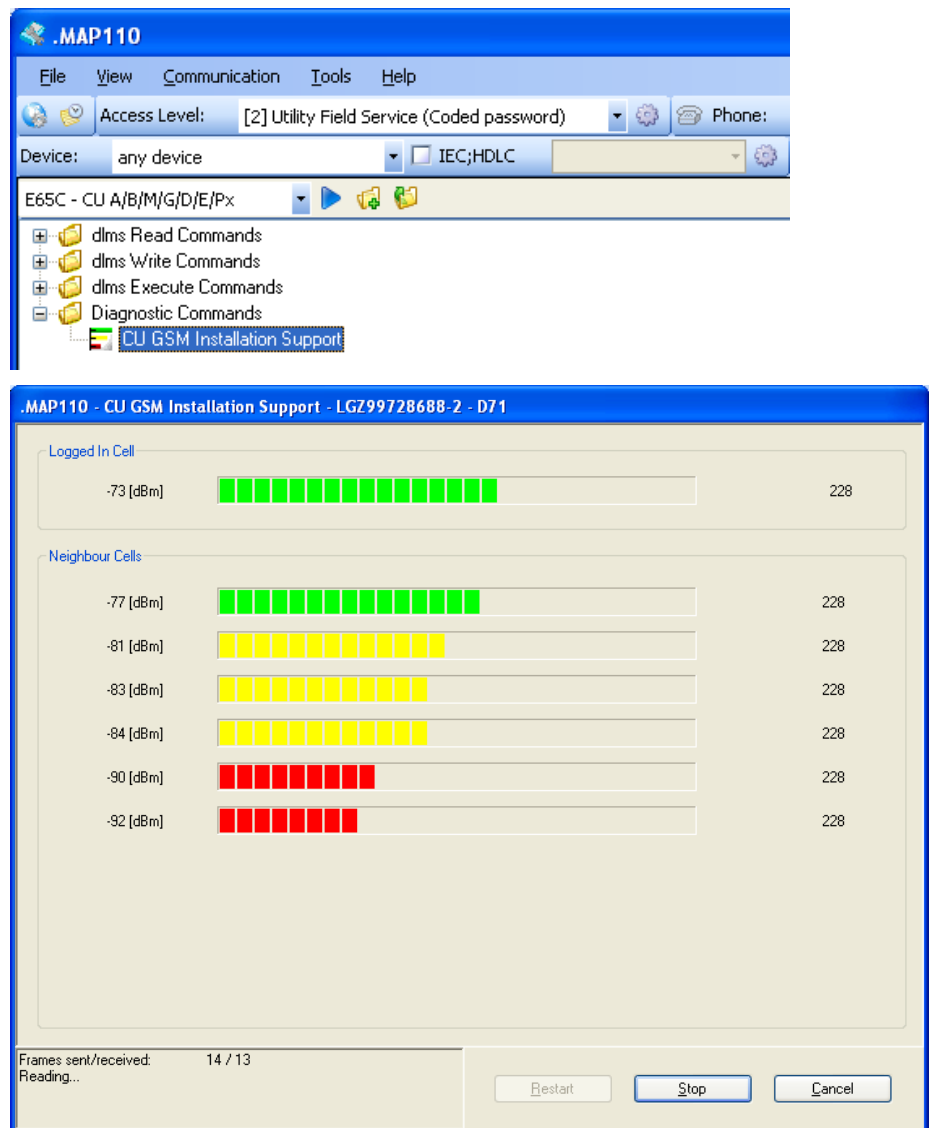 .MAP110
File View Communication Tools Help
Access Level: [2] Utility Field Service (Coded password) Phone:
Device: any device IEC;HDLC
E65C - CU A/B/M/G/D/E/Px
dlms Read Commands
dlms Write Commands
dlms Execute Commands
Diagnostic Commands
CU GSM Installation Support
.MAP110 - CU GSM Installation Support - LGZ99728688-2 - D71
Logged In Cell
-73 [dBm] 228
Neighbour Cells
-77 [dBm] 228
-81 [dBm] 228
-83 [dBm] 228
-84 [dBm] 228
-90 [dBm] 228
-92 [dBm] 228
Frames sent/received: 14 / 13
Reading...
Restart Stop Cancel